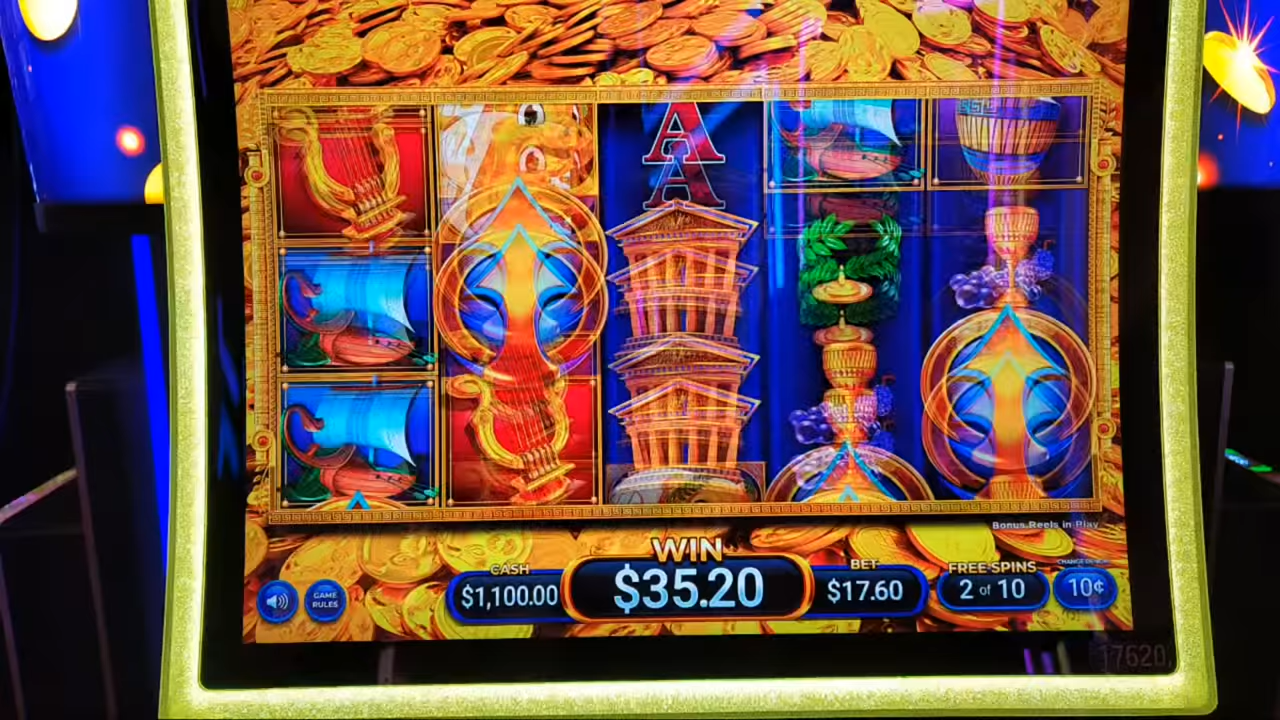 A
A
Bonus Reels in Play
WIN
CASH
$1,100.00
$35.20
BET
$17.60
FREE SPINS
2 of 10
10¢
GAME
RULES
17620